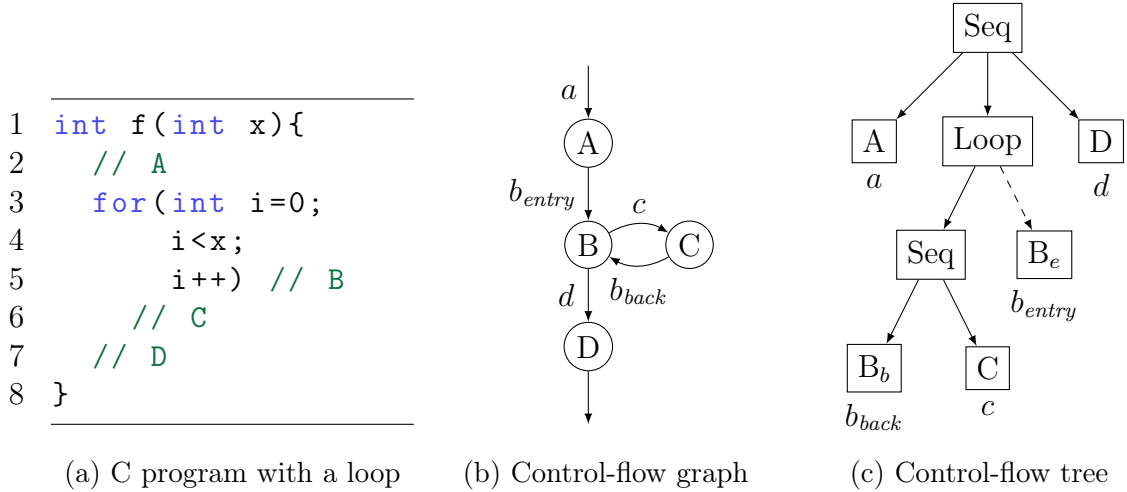 1 int f(int x){
2 // A
3 for(int i=0;
4 i<x;
5 i++) // B
6 // C
7 // D
8 }
(a) C program with a loop
a
A
b_entry
c
B
C
d
b_back
D
(b) Control-flow graph
Seq
A
Loop
D
a
d
Seq
B_e
b_entry
B_b
C
b_back
c
(c) Control-flow tree